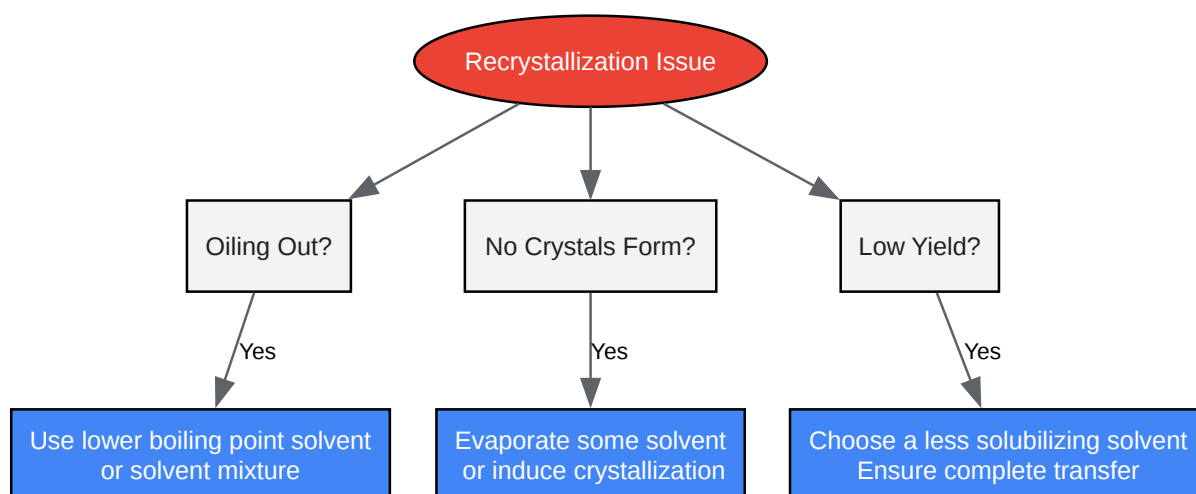 Recrystallization Issue
Oiling Out?
No Crystals Form?
Low Yield?
Yes
Yes
Yes
Use lower boiling point solvent
or solvent mixture
Evaporate some solvent
or induce crystallization
Choose a less solubilizing solvent
Ensure complete transfer